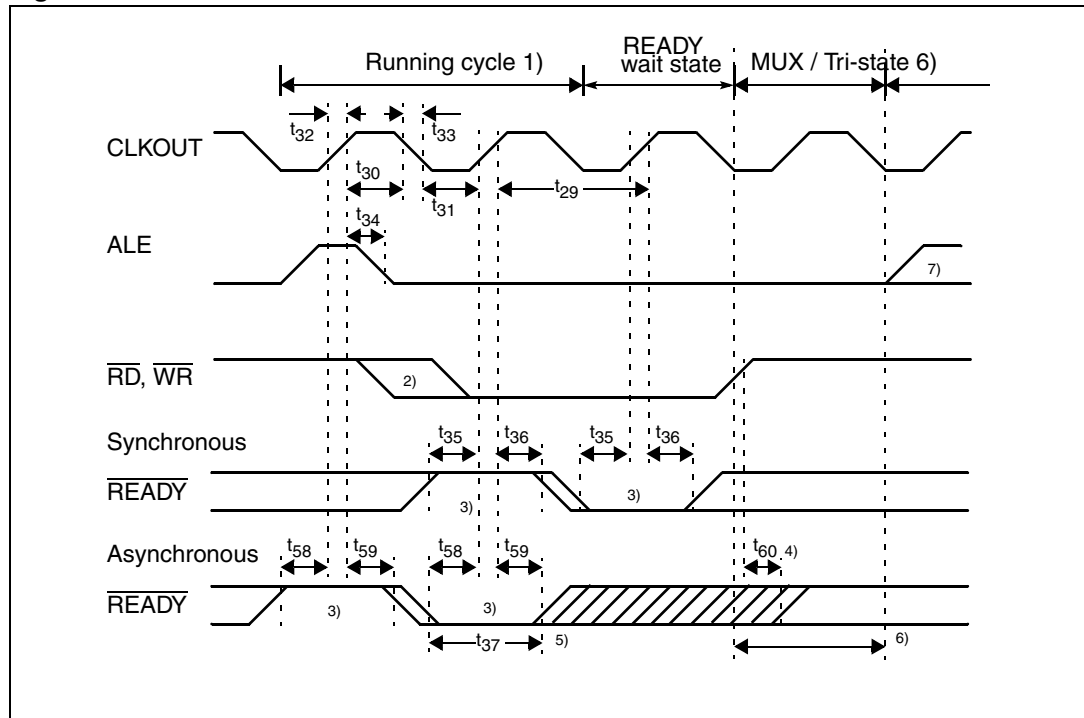 READY
Running cycle 1)
wait state
MUX / Tri-state 6)
t32
t33
CLKOUT
t30
t31
t29
t34
ALE
7)
RD, WR
2)
t35
t36
t35
t36
Synchronous
READY
3)
3)
Asynchronous
t58
t59
t58
t59
t60 4)
READY
3)
3)
t37
5)
6)